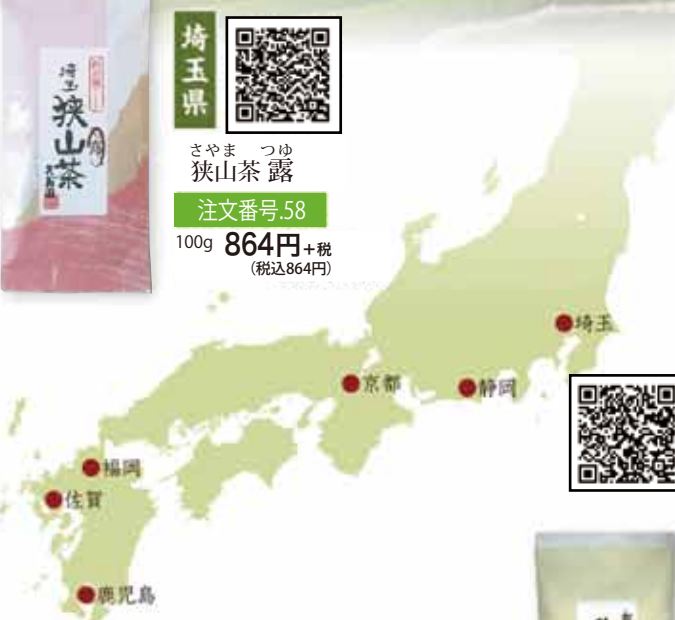 埼玉県
埼玉
狭山茶
さやま つゆ
狭山茶 露
注文番号.58
100g 864円+税
(税込864円)
埼玉
京都
静岡
福岡
佐賀
鹿児島